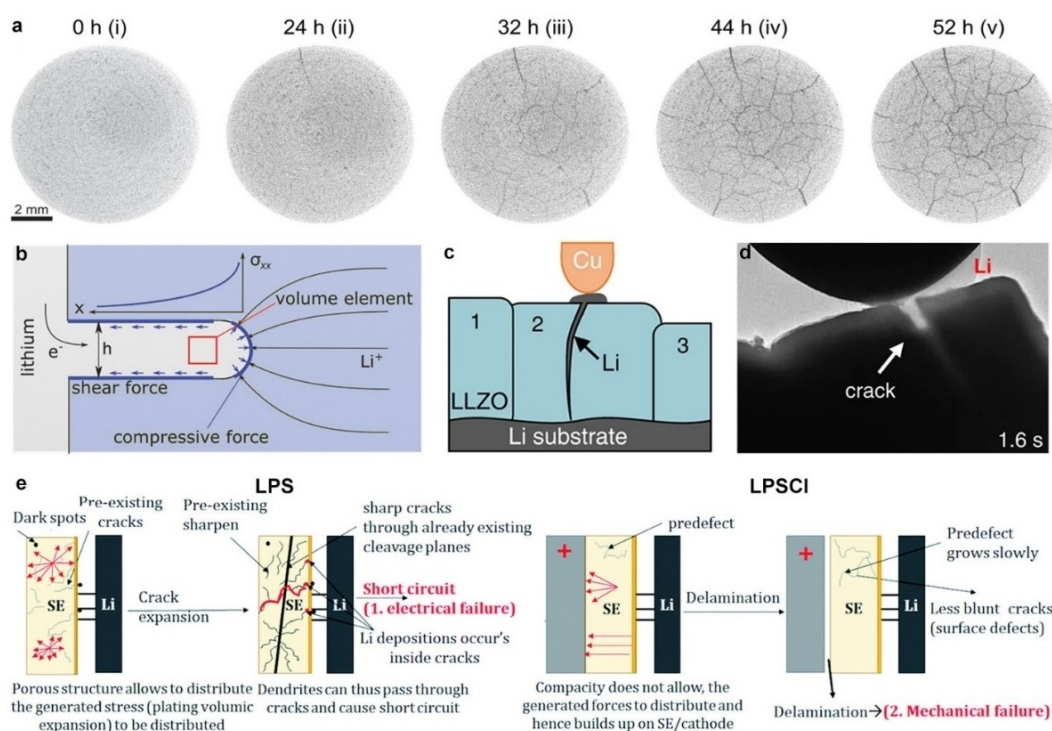 a
0 h (i)
24 h (ii)
32 h (iii)
44 h (iv)
52 h (v)
2 mm
b
σxx
x
volume element
lithium
e-
h
Li+
shear force
compressive force
c
Cu
1
2
3
Li
LLZO
Li substrate
d
Li
crack
1.6 s
e
LPS
LPSCl
Dark spots
Pre-existing
cracks
SE
Li
Crack
expansion
Porous structure allows to distribute
the generated stress (plating volumic
expansion) to be distributed
Pre-existing
sharpen
sharp cracks
through already existing
cleavage planes
SE
Li
Short circuit
(1. electrical failure)
Li depositions occur's
inside cracks
Dendrites can thus pass through
cracks and cause short circuit
+
predefect
SE
Li
Delamination
Compacity does not allow, the
generated forces to distribute and
hence builds up on SE/cathode
+
SE
Li
Predefect
grows slowly
Less blunt cracks
(surface defects)
Delamination→(2. Mechanical failure)